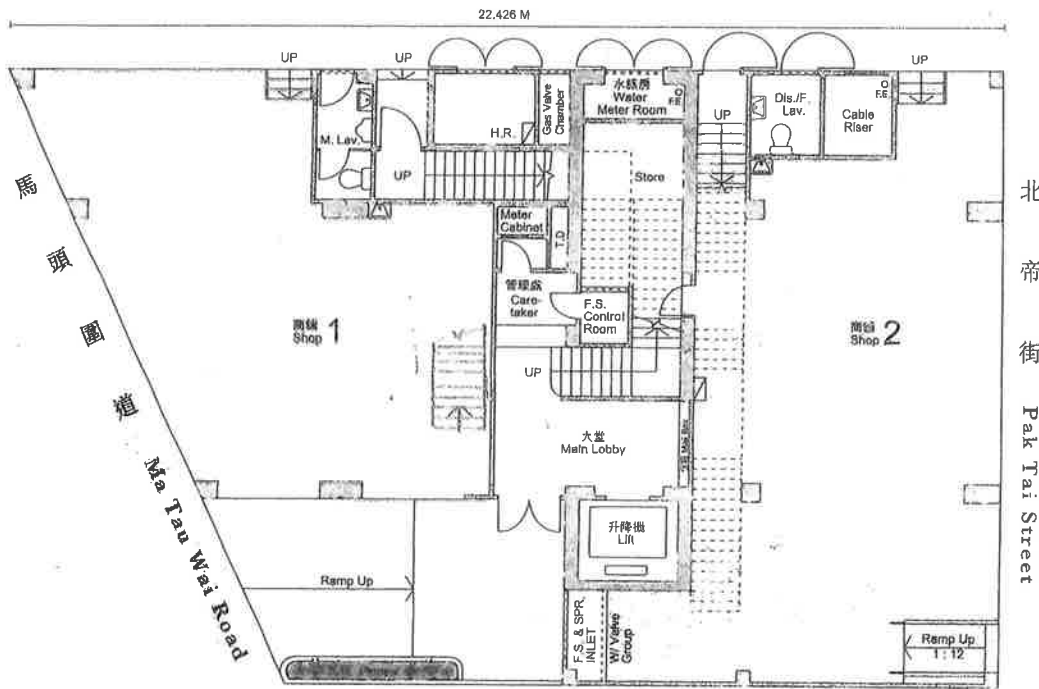 22.426 M
UP
UP
UP
UP
M. Lav.
UP
H.R.
Gas Valve
Chamber
水錶房
Water
Meter Room
F.E.
UP
Dis./F.
Lav.
Cable
Riser
F.E.
Store
Meter
Cabinet
T.D.
管理處
Care-
taker
F.S.
Control
Room
商舖 1
Shop
商舖 2
Shop
UP
大堂
Main Lobby
Mail Box
升降機
Lift
Ramp Up
F.S. & SPR.
INLET
W/ Valve
Group
Ramp Up
1 : 12
馬頭圍道 Ma Tau Wai Road
北帝街 Pak Tai Street